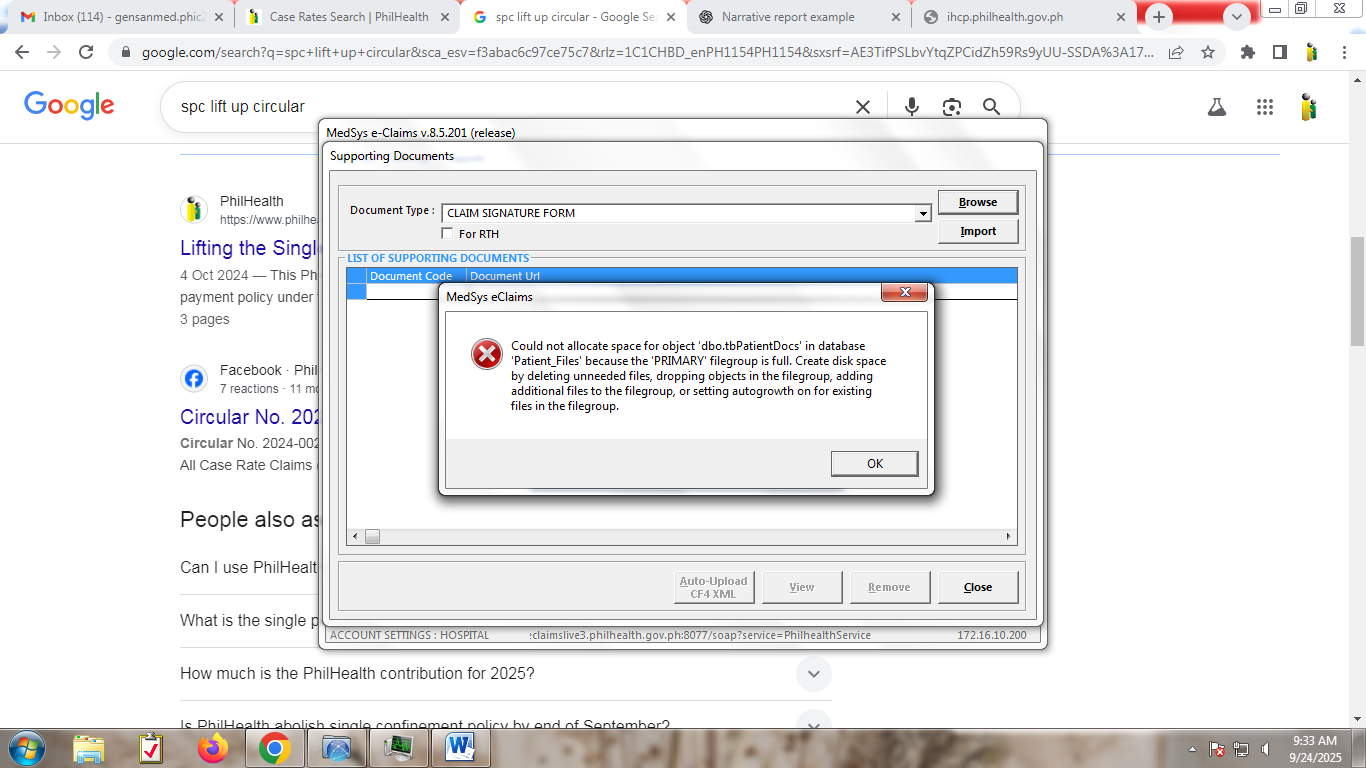 Inbox (114) - gensanmed.phic2
Case Rates Search | PhilHealth
spc lift up circular - Google Sea
Narrative report example
ihcp.philhealth.gov.ph
google.com/search?q=spc+lift+up+circular&sca_esv=f3abac6c97ce75c7&rlz=1C1CHBD_enPH1154PH1154&sxsrf=AE3TifPSLbvYtqZPCidZh59Rs9yUU-SSDA%3A17...
Google
spc lift up circular
PhilHealth
https://www.philhe
Lifting the Singl
4 Oct 2024 — This Ph
payment policy under
3 pages
Facebook · Phil
7 reactions · 11 mo
Circular No. 202
Circular No. 2024-002
All Case Rate Claims
People also as
Can I use PhilHealt
What is the single p
How much is the PhilHealth contribution for 2025?
Is PhilHealth abolish single confinement policy by end of September?
MedSys e-Claims v.8.5.201 (release)
Supporting Documents
Document Type :
CLAIM SIGNATURE FORM
Browse
For RTH
Import
LIST OF SUPPORTING DOCUMENTS
Document Code
Document Url
MedSys eClaims
Could not allocate space for object 'dbo.tbPatientDocs' in database
'Patient_Files' because the 'PRIMARY' filegroup is full. Create disk space
by deleting unneeded files, dropping objects in the filegroup, adding
additional files to the filegroup, or setting autogrowth on for existing
files in the filegroup.
OK
Auto-Upload
CF4 XML
View
Remove
Close
ACCOUNT SETTINGS : HOSPITAL
:claimslive3.philhealth.gov.ph:8077/soap?service=PhilhealthService
172.16.10.200
9:33 AM
9/24/2025